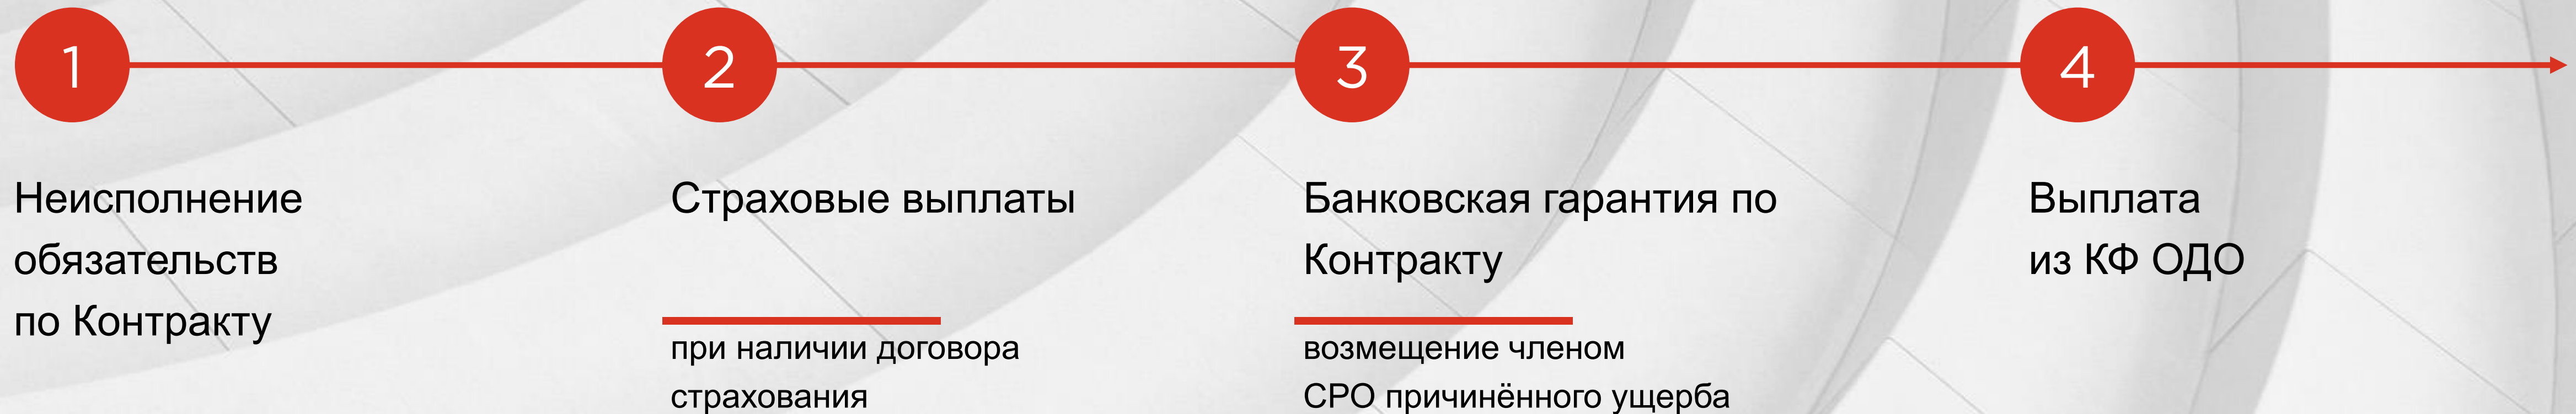 1
2
3
4
Неисполнение
обязательств
по Контракту
Страховые выплаты
при наличии договора
страхования
Банковская гарантия по
Контракту
возмещение членом
СРО причинённого ущерба
Выплата
из КФ ОДО